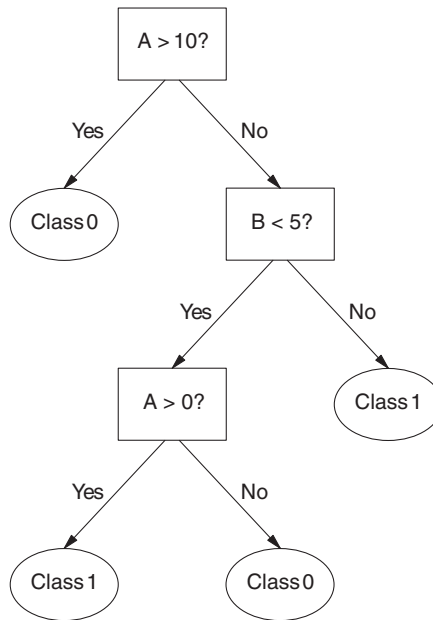 A > 10?
Yes
No
Class 0
B < 5?
Yes
No
A > 0?
Class 1
Yes
No
Class 1
Class 0